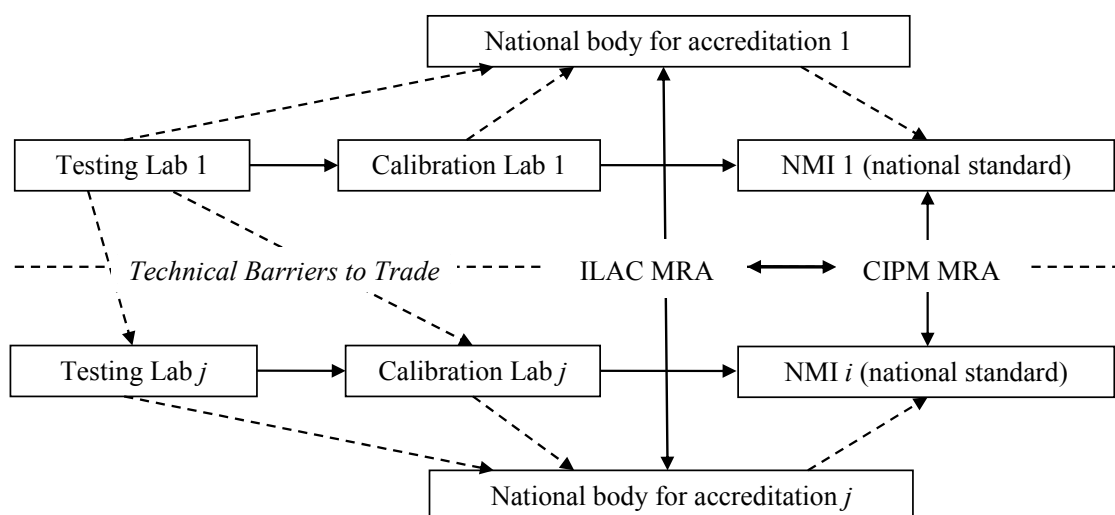 National body for accreditation 1
Testing Lab 1
Calibration Lab 1
NMI 1 (national standard)
Technical Barriers to Trade
ILAC MRA
CIPM MRA
Testing Lab j
Calibration Lab j
NMI i (national standard)
National body for accreditation j